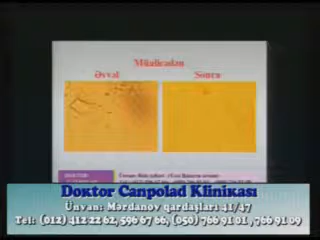 Müalicədən
Əvvəl
Sonra
DOKTOR
Doktor Canpolad Klinikası
Ünvan: Mərdanov qardaşları 41/47
Tel: (012) 412 22 62, 596 67 66, (050) 766 91 01 , 766 91 09